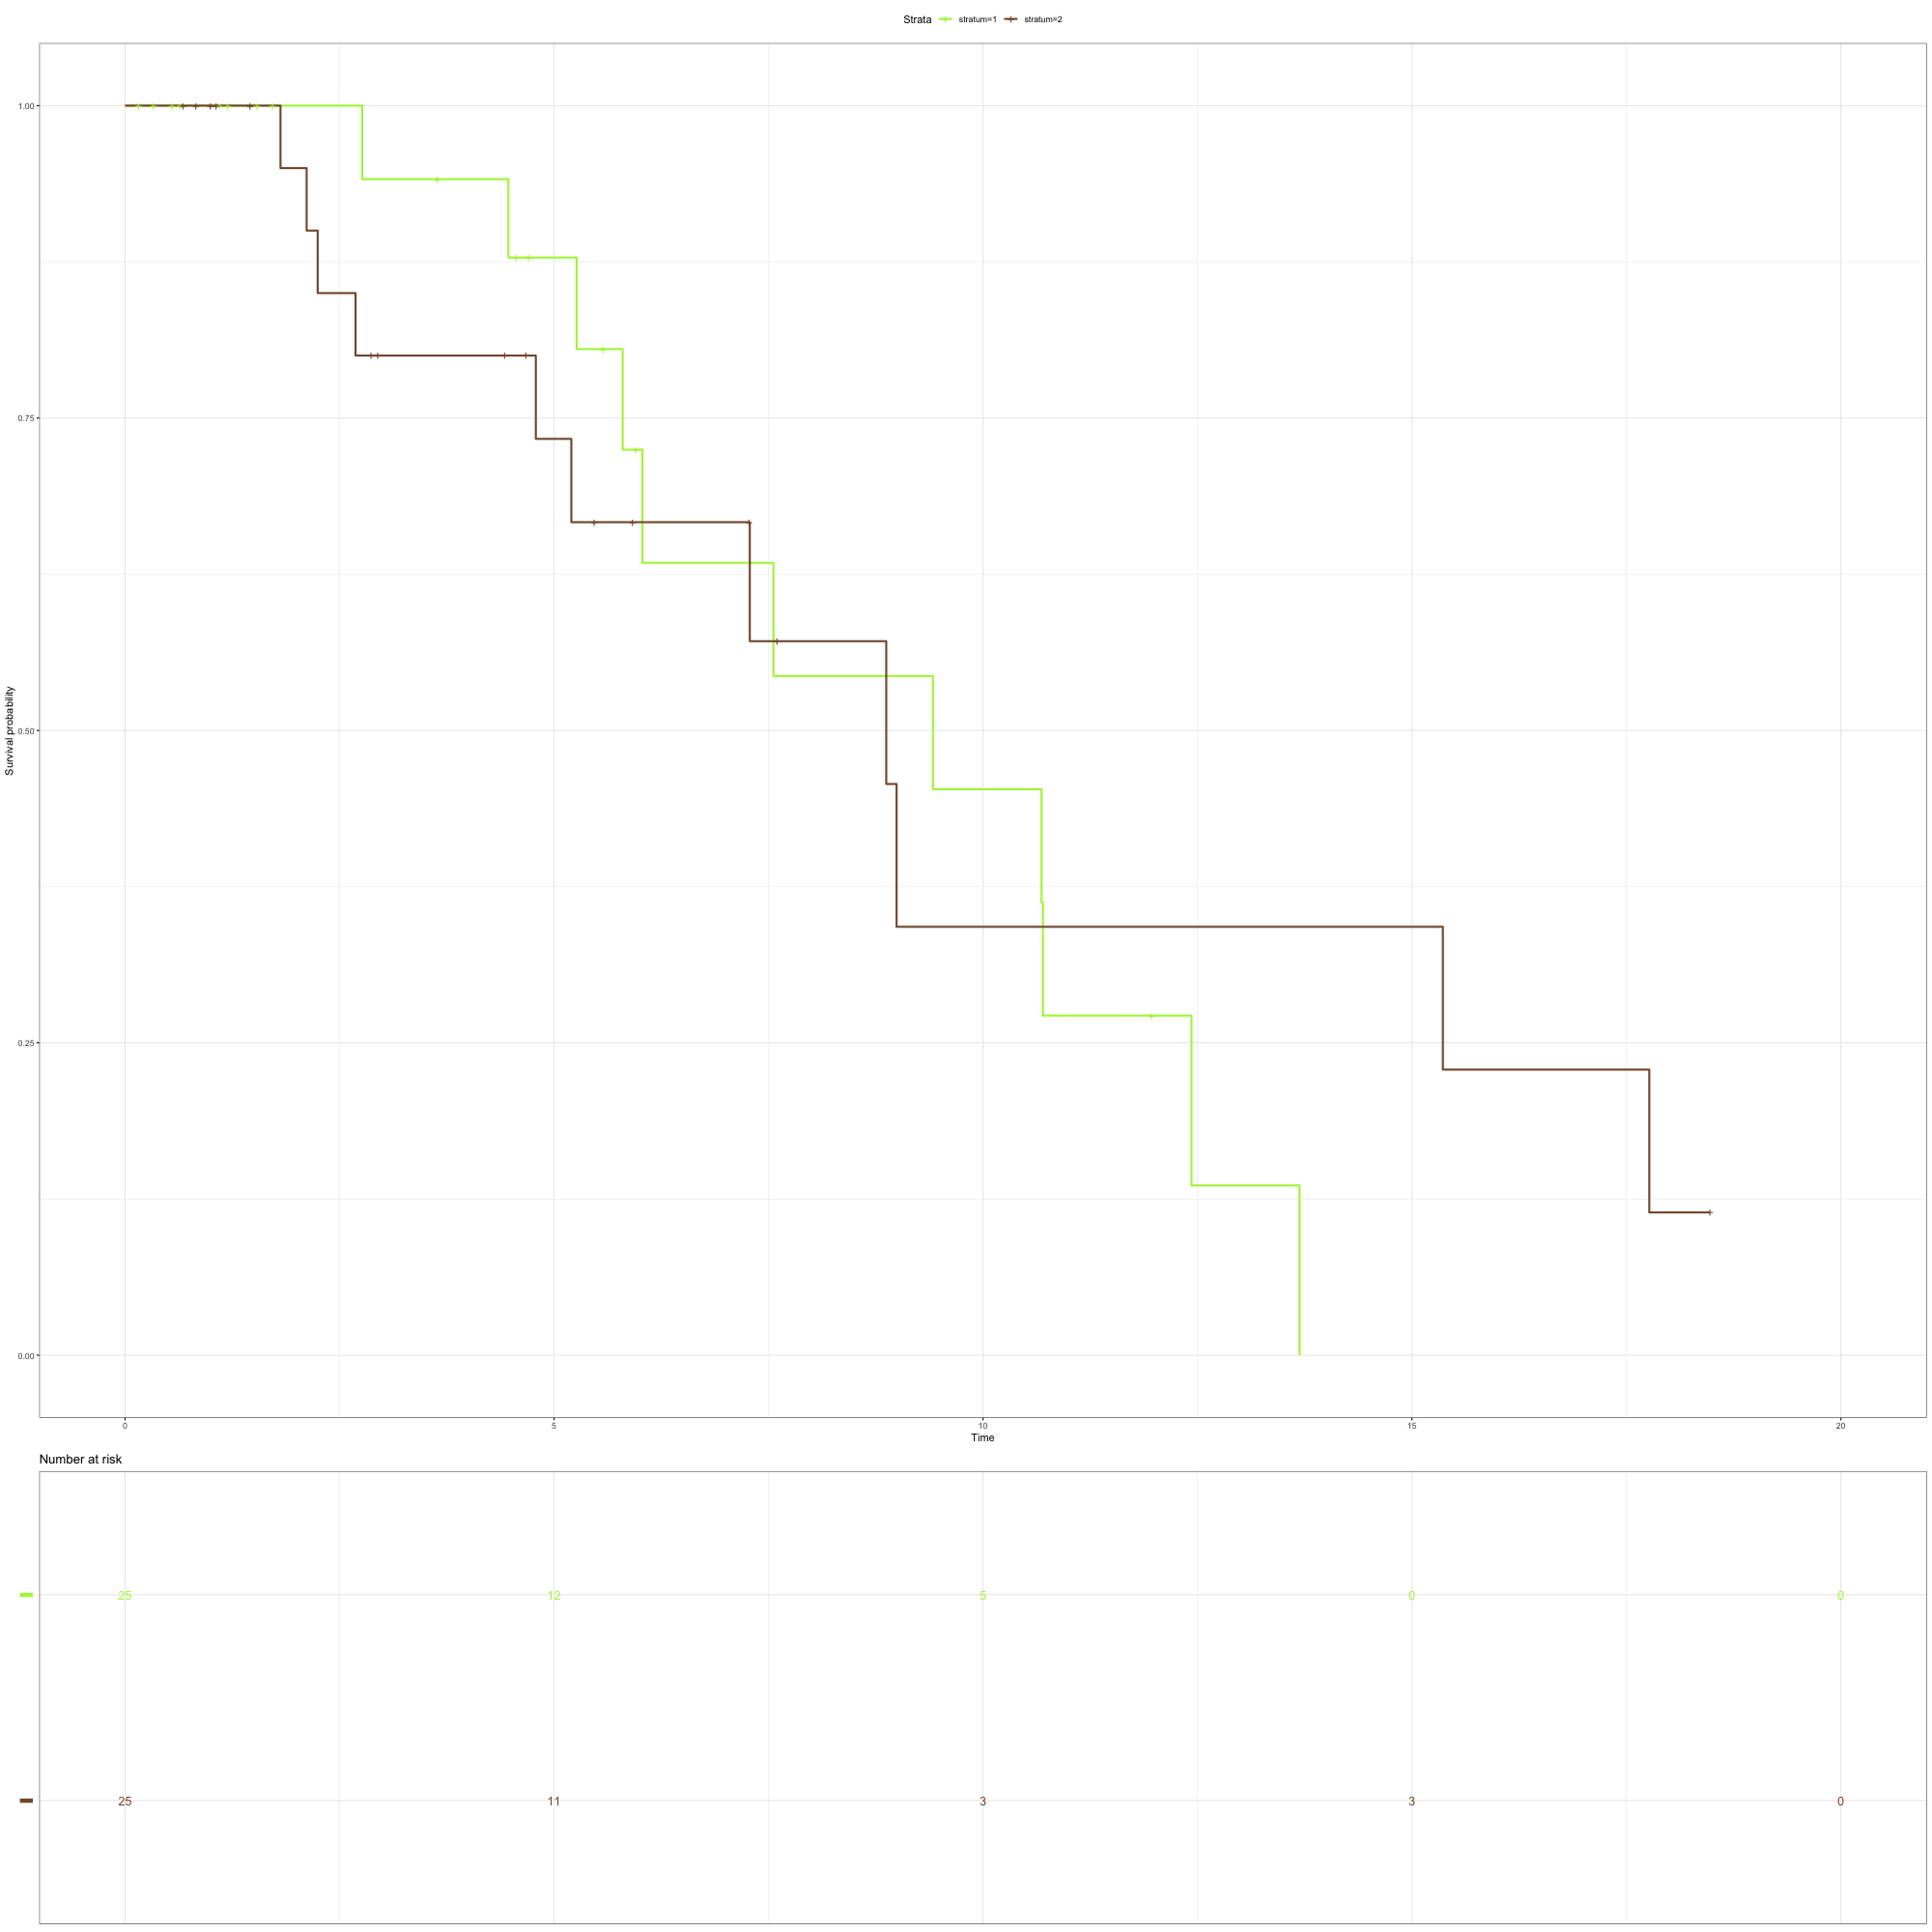 Strata stratum=1 stratum=2
1.00
0.75
0.50
0.25
0.00
Survival probability
0 5 10 15 20
Time
Number at risk
25 12 5 0 0
25 11 3 3 0